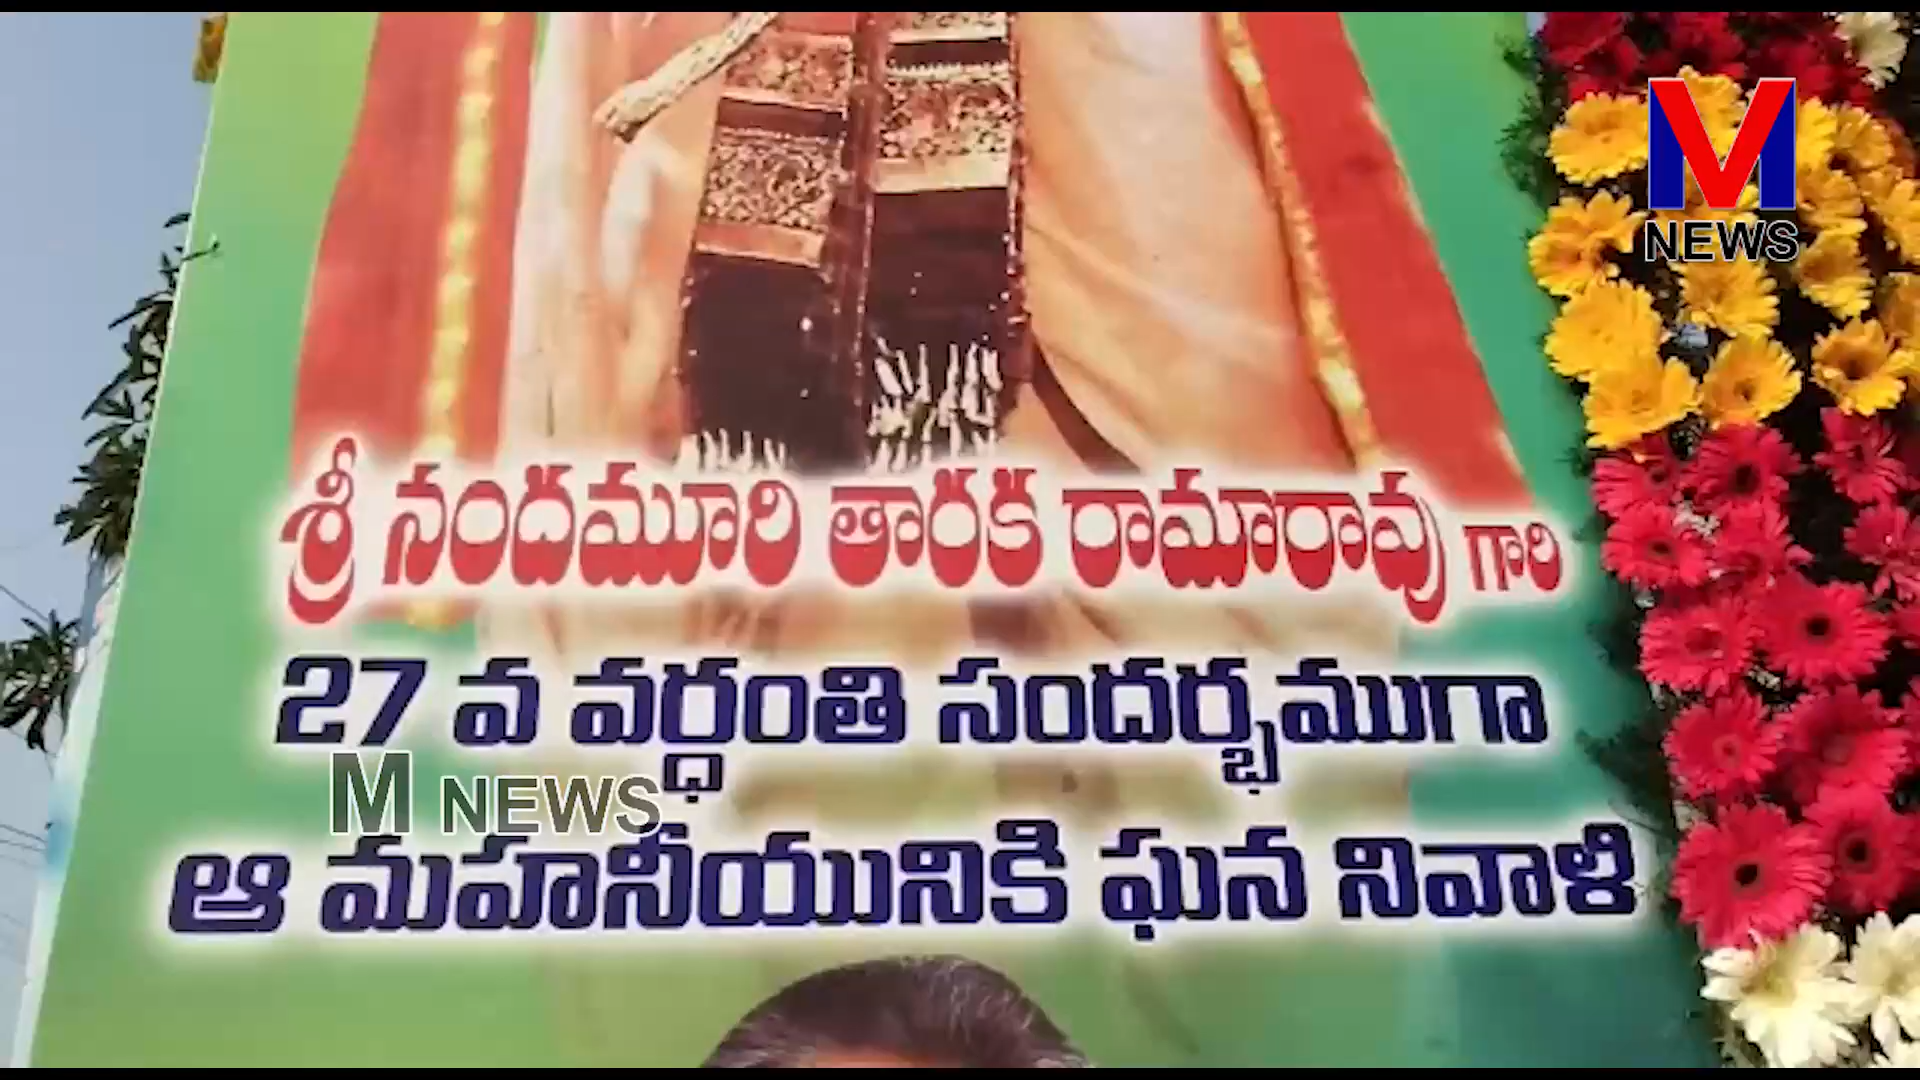 M
NEWS
శ్రీ నందమూరి తారక రామారావు గారి
27 వ వర్ధంతి సందర్భముగా
M NEWS
ఆ మహనీయునికి ఘన నివాళి